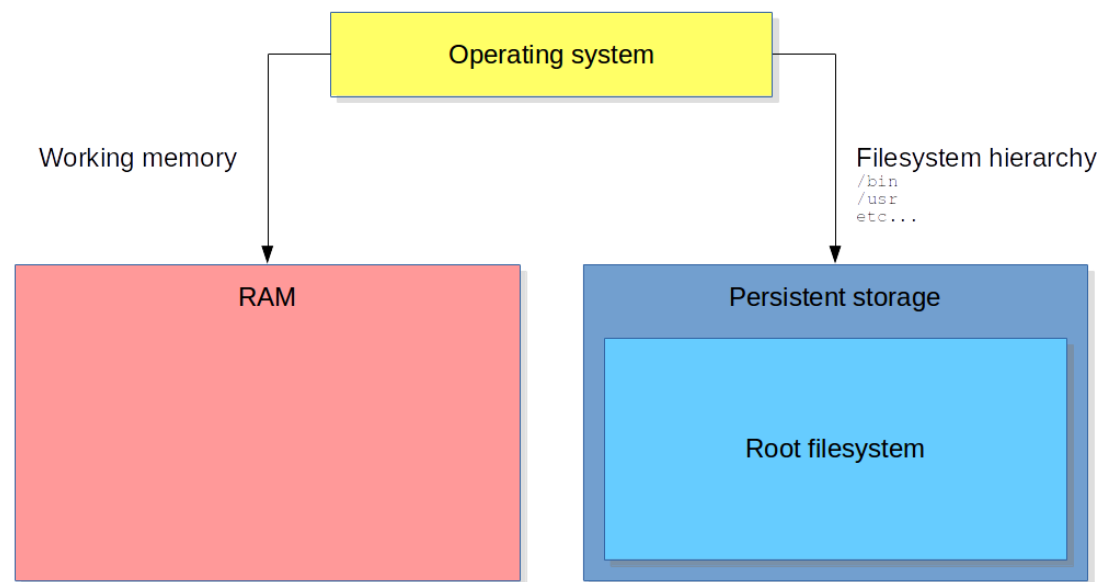 Operating system
Working memory
Filesystem hierarchy
/bin
/usr
etc...
RAM
Persistent storage
Root filesystem